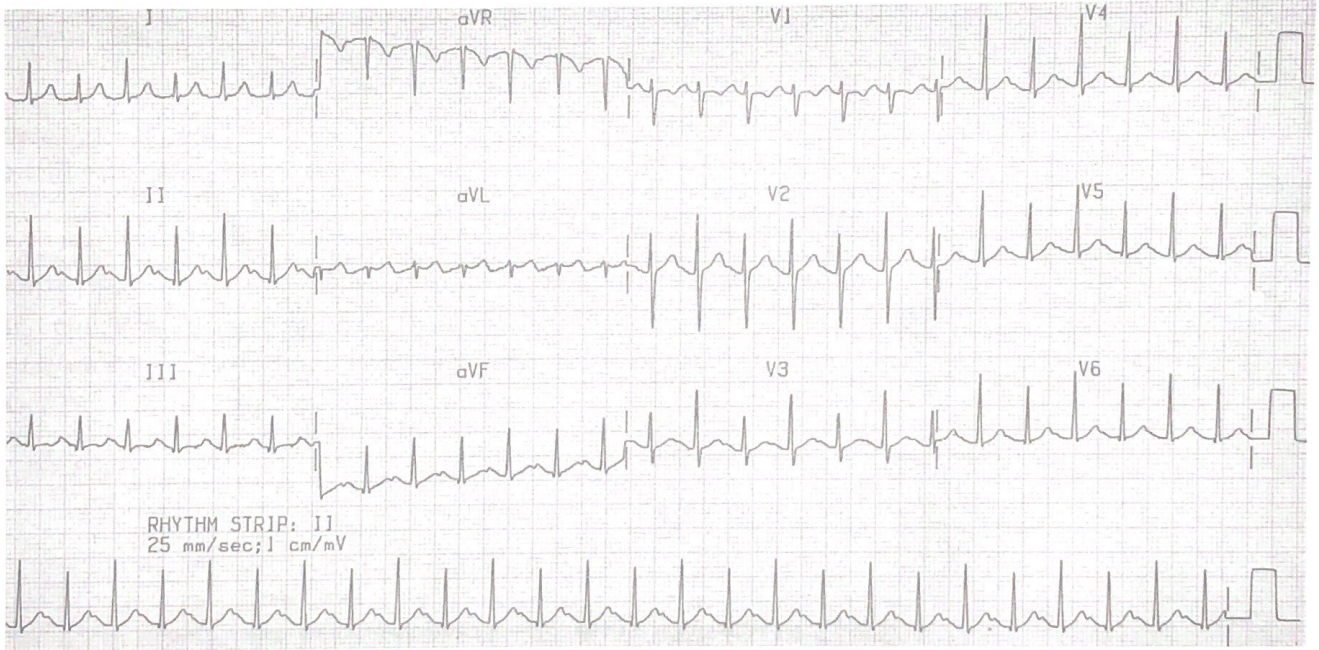 I aVR V1 V4
II aVL V2 V5
III aVF V3 V6
RHYTHM STRIP: II
25 mm/sec;1 cm/mV